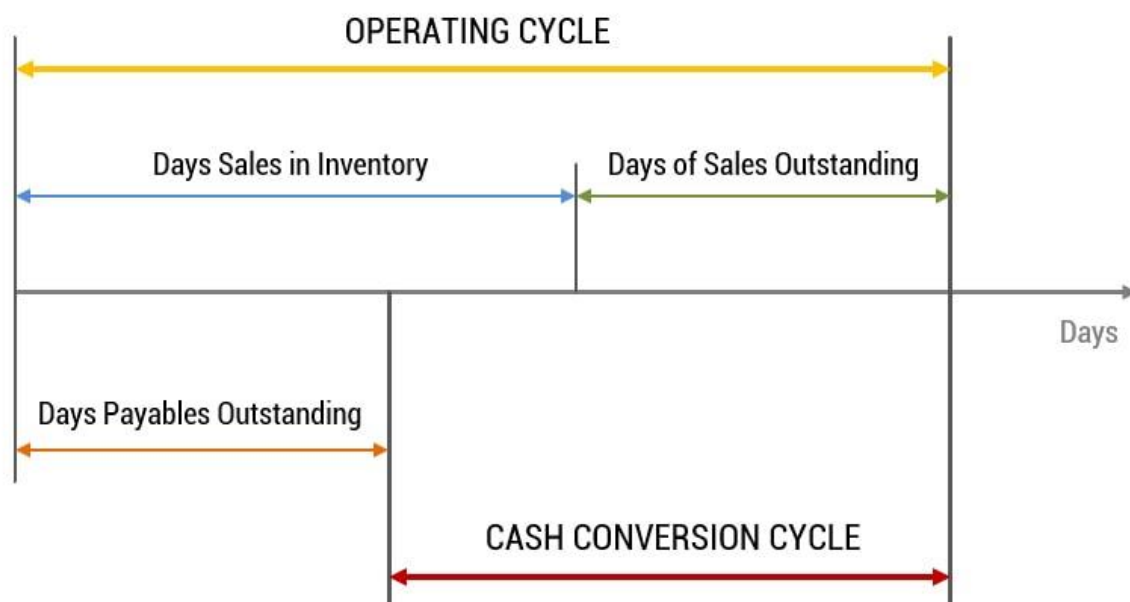 OPERATING CYCLE
Days Sales in Inventory
Days of Sales Outstanding
Days
Days Payables Outstanding
CASH CONVERSION CYCLE